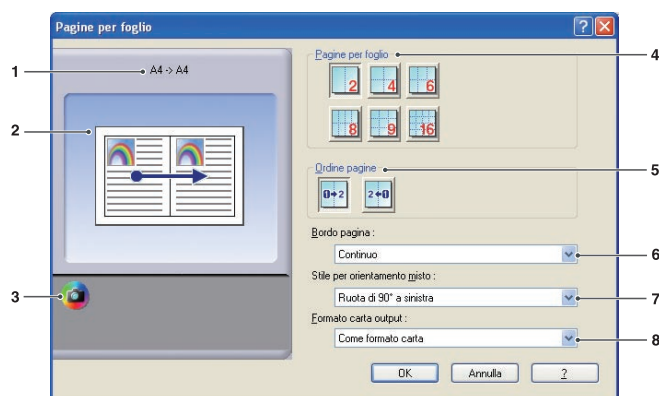 Pagine per foglio
?
1
A4 -> A4
2
3
Pagine per foglio
4
2
4
6
8
9
16
Ordine pagine
5
1 2
2 1
Bordo pagina :
Continuo
6
Stile per orientamento misto :
Ruota di 90° a sinistra
7
Formato carta output :
Come formato carta
8
OK
Annulla
?